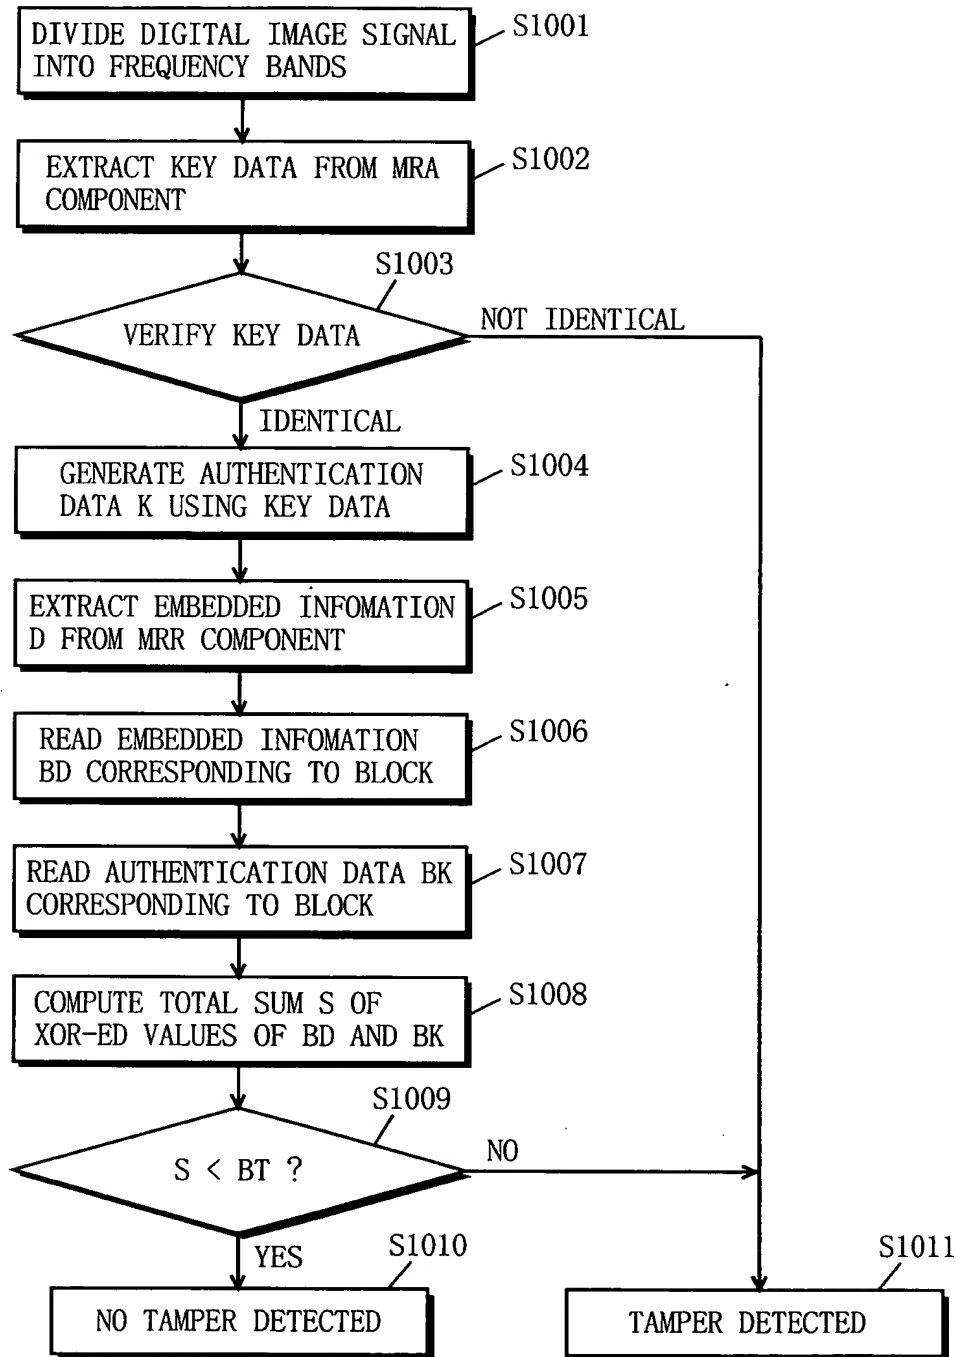 DIVIDE DIGITAL IMAGE SIGNAL
INTO FREQUENCY BANDS
S1001
EXTRACT KEY DATA FROM MRA
COMPONENT
S1002
S1003
VERIFY KEY DATA
NOT IDENTICAL
IDENTICAL
GENERATE AUTHENTICATION
DATA K USING KEY DATA
S1004
EXTRACT EMBEDDED INFOMATION
D FROM MRR COMPONENT
S1005
READ EMBEDDED INFOMATION
BD CORRESPONDING TO BLOCK
S1006
READ AUTHENTICATION DATA BK
CORRESPONDING TO BLOCK
S1007
COMPUTE TOTAL SUM S OF
XOR-ED VALUES OF BD AND BK
S1008
S1009
S < BT ?
NO
YES
S1010
NO TAMPER DETECTED
S1011
TAMPER DETECTED